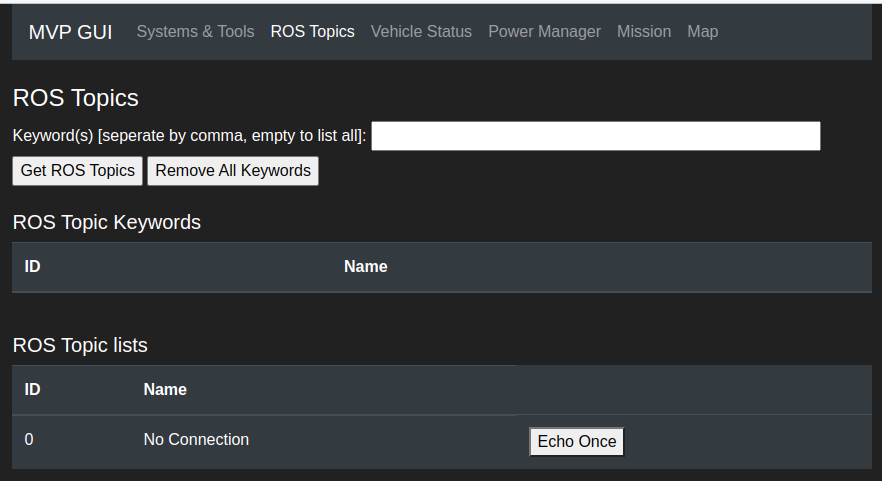 MVP GUI Systems & Tools ROS Topics Vehicle Status Power Manager Mission Map
ROS Topics
Keyword(s) [seperate by comma, empty to list all]:
Get ROS Topics Remove All Keywords
ROS Topic Keywords
ID Name
ROS Topic lists
ID Name
0 No Connection Echo Once